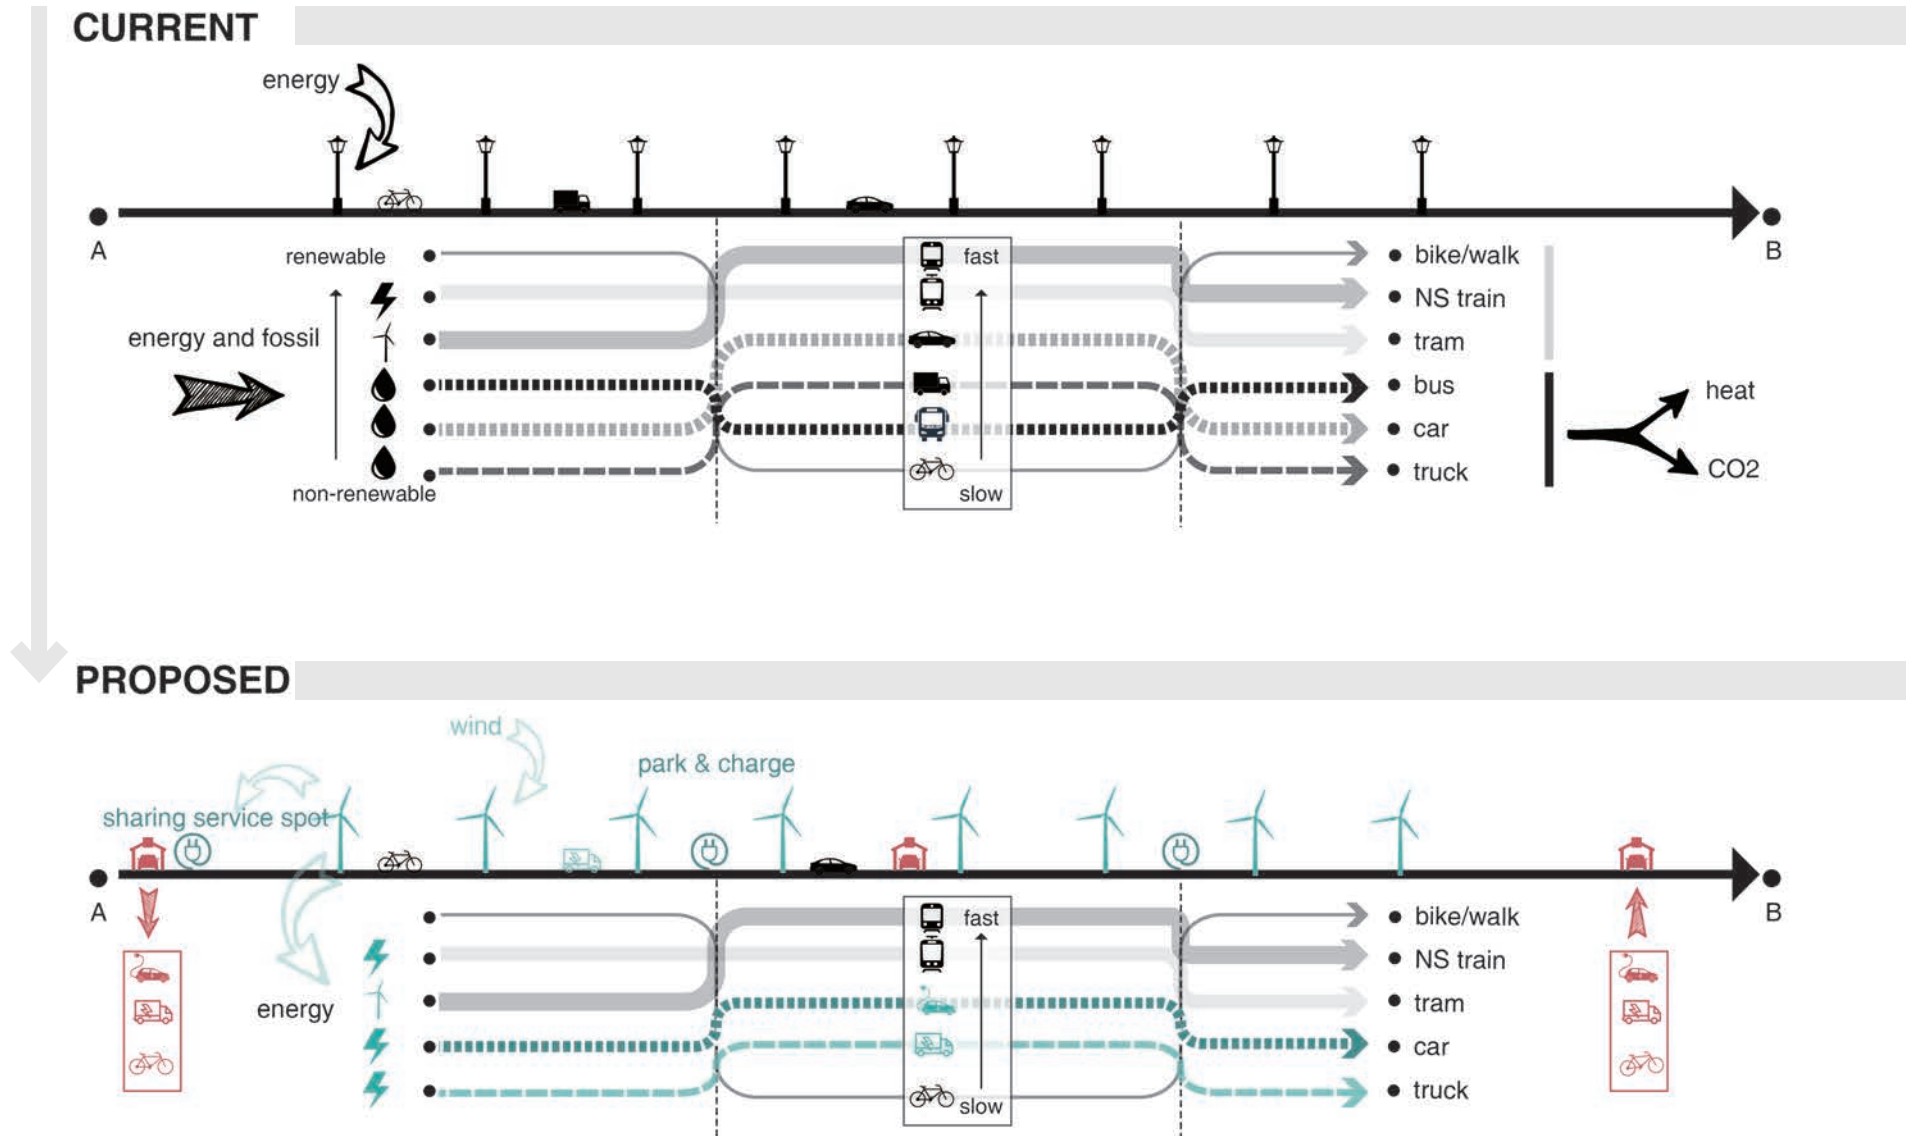 CURRENT
energy
A
B
renewable
energy and fossil
non-renewable
fast
slow
bike/walk
NS train
tram
bus
car
truck
heat
CO2
PROPOSED
wind
park & charge
sharing service spot
A
B
energy
fast
slow
bike/walk
NS train
tram
car
truck